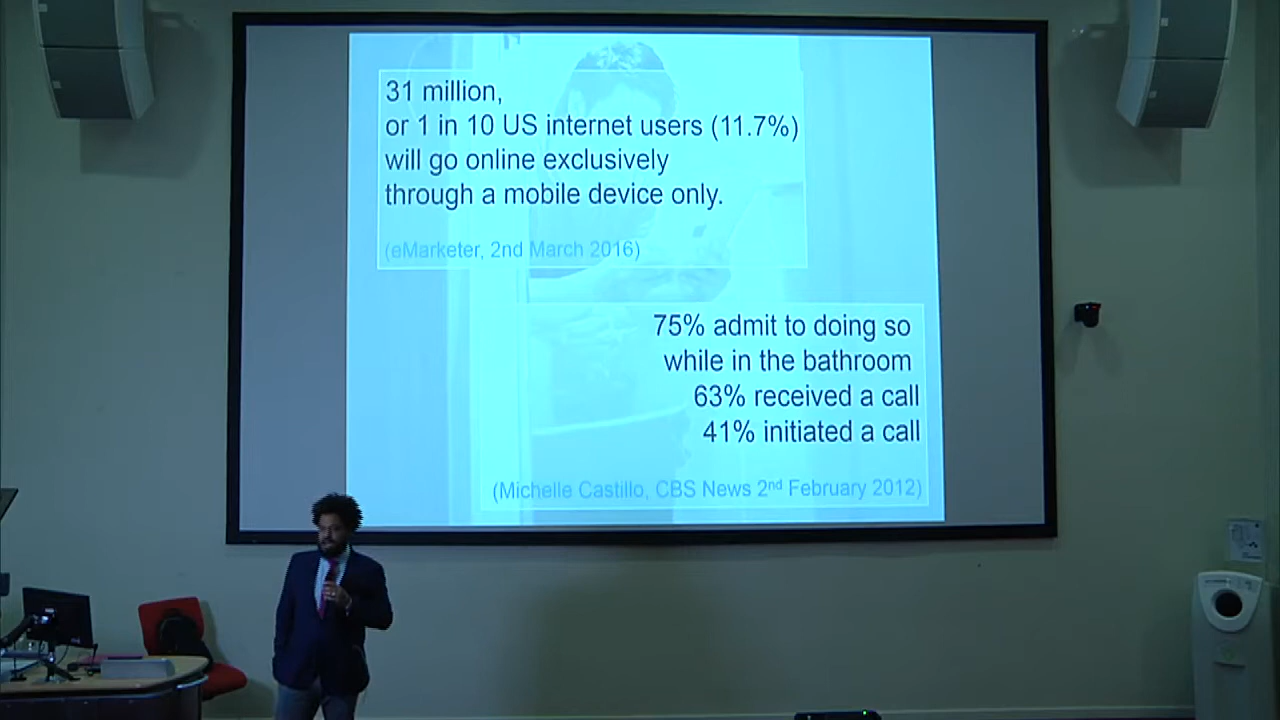 31 million,
or 1 in 10 US internet users (11.7%)
will go online exclusively
through a mobile device only.
(eMarketer, 2nd March 2016)
75% admit to doing so
while in the bathroom
63% received a call
41% initiated a call
(Michelle Castillo, CBS News 2nd February 2012)